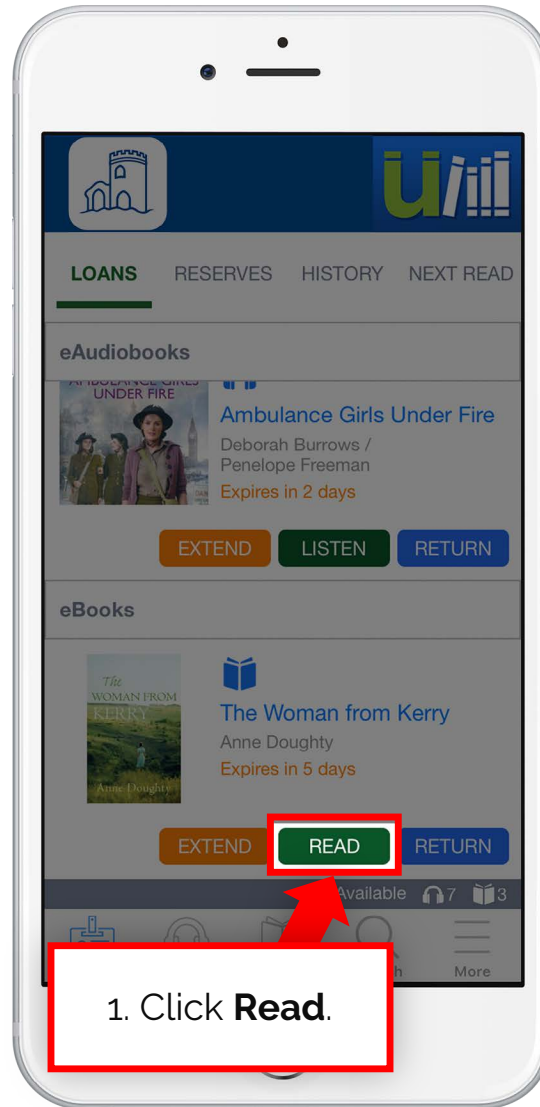 LOANS RESERVES HISTORY NEXT READ
eAudiobooks
AMBULANCE GIRLS
UNDER FIRE
Ambulance Girls Under Fire
Deborah Burrows /
Penelope Freeman
Expires in 2 days
EXTEND LISTEN RETURN
eBooks
The
WOMAN FROM
KERRY
Anne Doughty
The Woman from Kerry
Anne Doughty
Expires in 5 days
EXTEND READ RETURN
Available 7 3
More
1. Click Read.